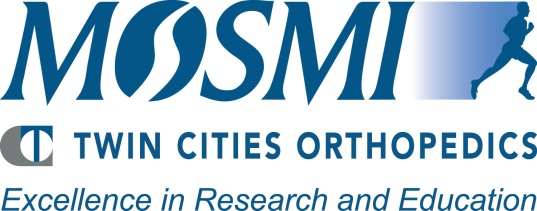 MOSMI
TWIN CITIES ORTHOPEDICS
Excellence in Research and Education